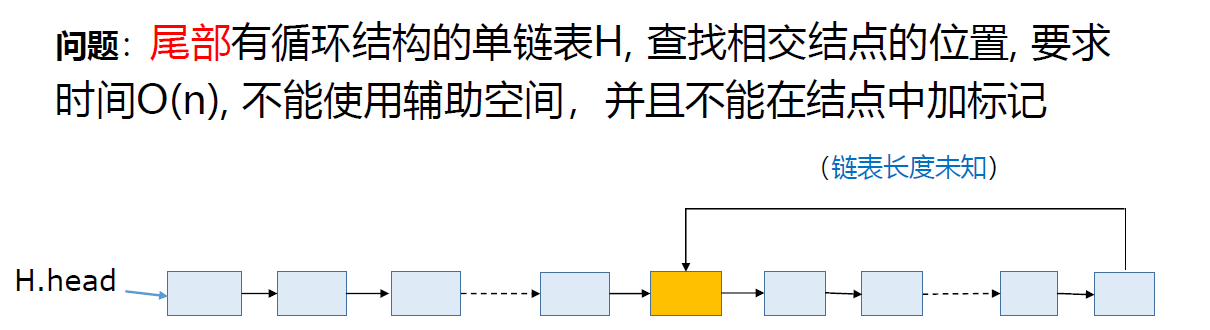 问题：尾部有循环结构的单链表H, 查找相交结点的位置, 要求
时间O(n), 不能使用辅助空间，并且不能在结点中加标记
（链表长度未知）
H.head